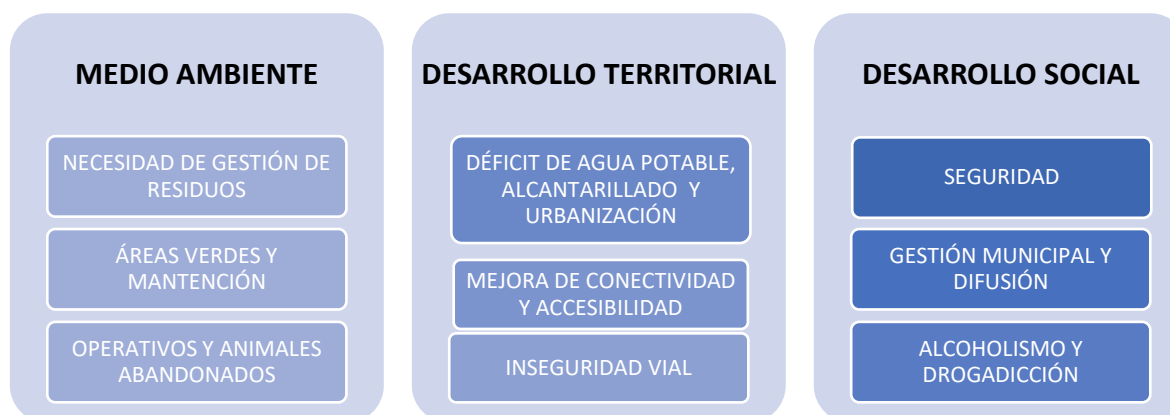 MEDIO AMBIENTE
NECESIDAD DE GESTIÓN DE
RESIDUOS
ÁREAS VERDES Y
MANTENCIÓN
OPERATIVOS Y ANIMALES
ABANDONADOS
DESARROLLO TERRITORIAL
DÉFICIT DE AGUA POTABLE,
ALCANTARILLADO Y
URBANIZACIÓN
MEJORA DE CONECTIVIDAD
Y ACCESIBILIDAD
INSEGURIDAD VIAL
DESARROLLO SOCIAL
SEGURIDAD
GESTIÓN MUNICIPAL Y
DIFUSIÓN
ALCOHOLISMO Y
DROGADICCIÓN